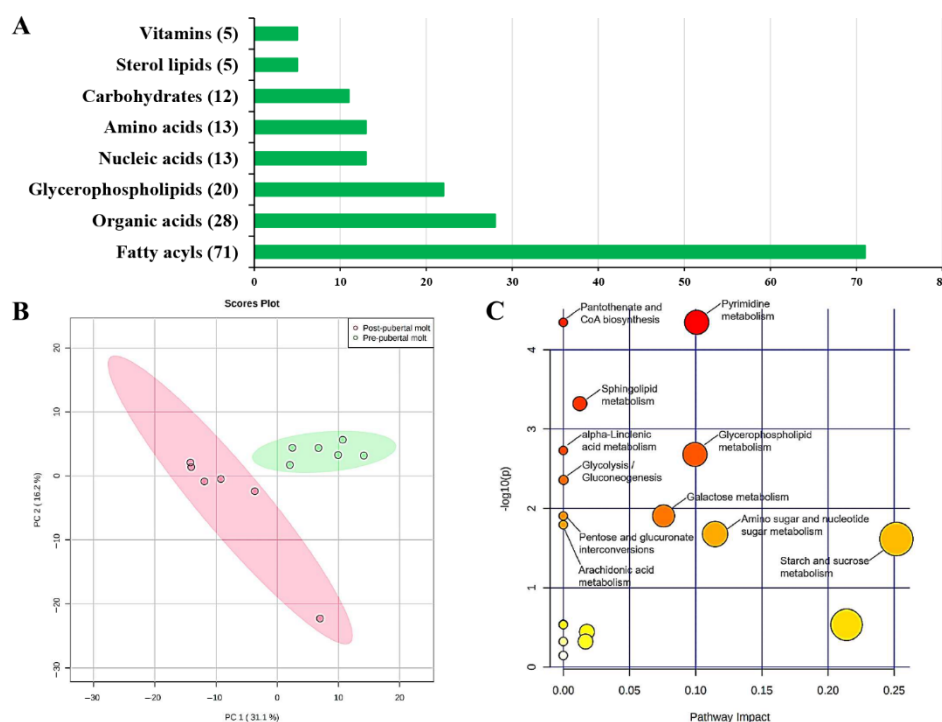 A
Vitamins (5)
Sterol lipids (5)
Carbohydrates (12)
Amino acids (13)
Nucleic acids (13)
Glycerophospholipids (20)
Organic acids (28)
Fatty acyls (71)
0 10 20 30 40 50 60 70 80
B
Scores Plot
Post-pubertal molt
Pre-pubertal molt
PC 2 ( 16.2 %)
20
10
0
−10
−20
−30
−30 −20 −10 0 10 20
PC 1 ( 31.1 %)
C
Pantothenate and
CoA biosynthesis
Pyrimidine
metabolism
Sphingolipid
metabolism
alpha-Linolenic
acid metabolism
Glycerophospholipid
metabolism
Glycolysis /
Gluconeogenesis
Galactose metabolism
Pentose and glucuronate
interconversions
Amino sugar and nucleotide
sugar metabolism
Arachidonic acid
metabolism
Starch and sucrose
metabolism
-log10(p)
4
3
2
1
0
0.00 0.05 0.10 0.15 0.20 0.25
Pathway Impact